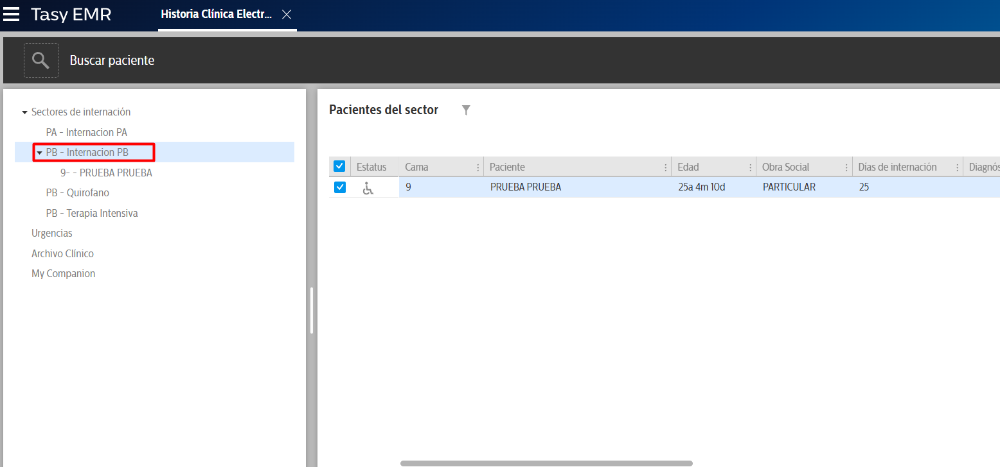 Tasy EMR
Historia Clínica Electr...
Buscar paciente
Sectores de internación
PA - Internacion PA
PB - Internacion PB
9- - PRUEBA PRUEBA
PB - Quirofano
PB - Terapia Intensiva
Urgencias
Archivo Clínico
My Companion
Pacientes del sector
Estatus Cama Paciente Edad Obra Social Días de internación Diagnós
9 PRUEBA PRUEBA 25a 4m 10d PARTICULAR 25